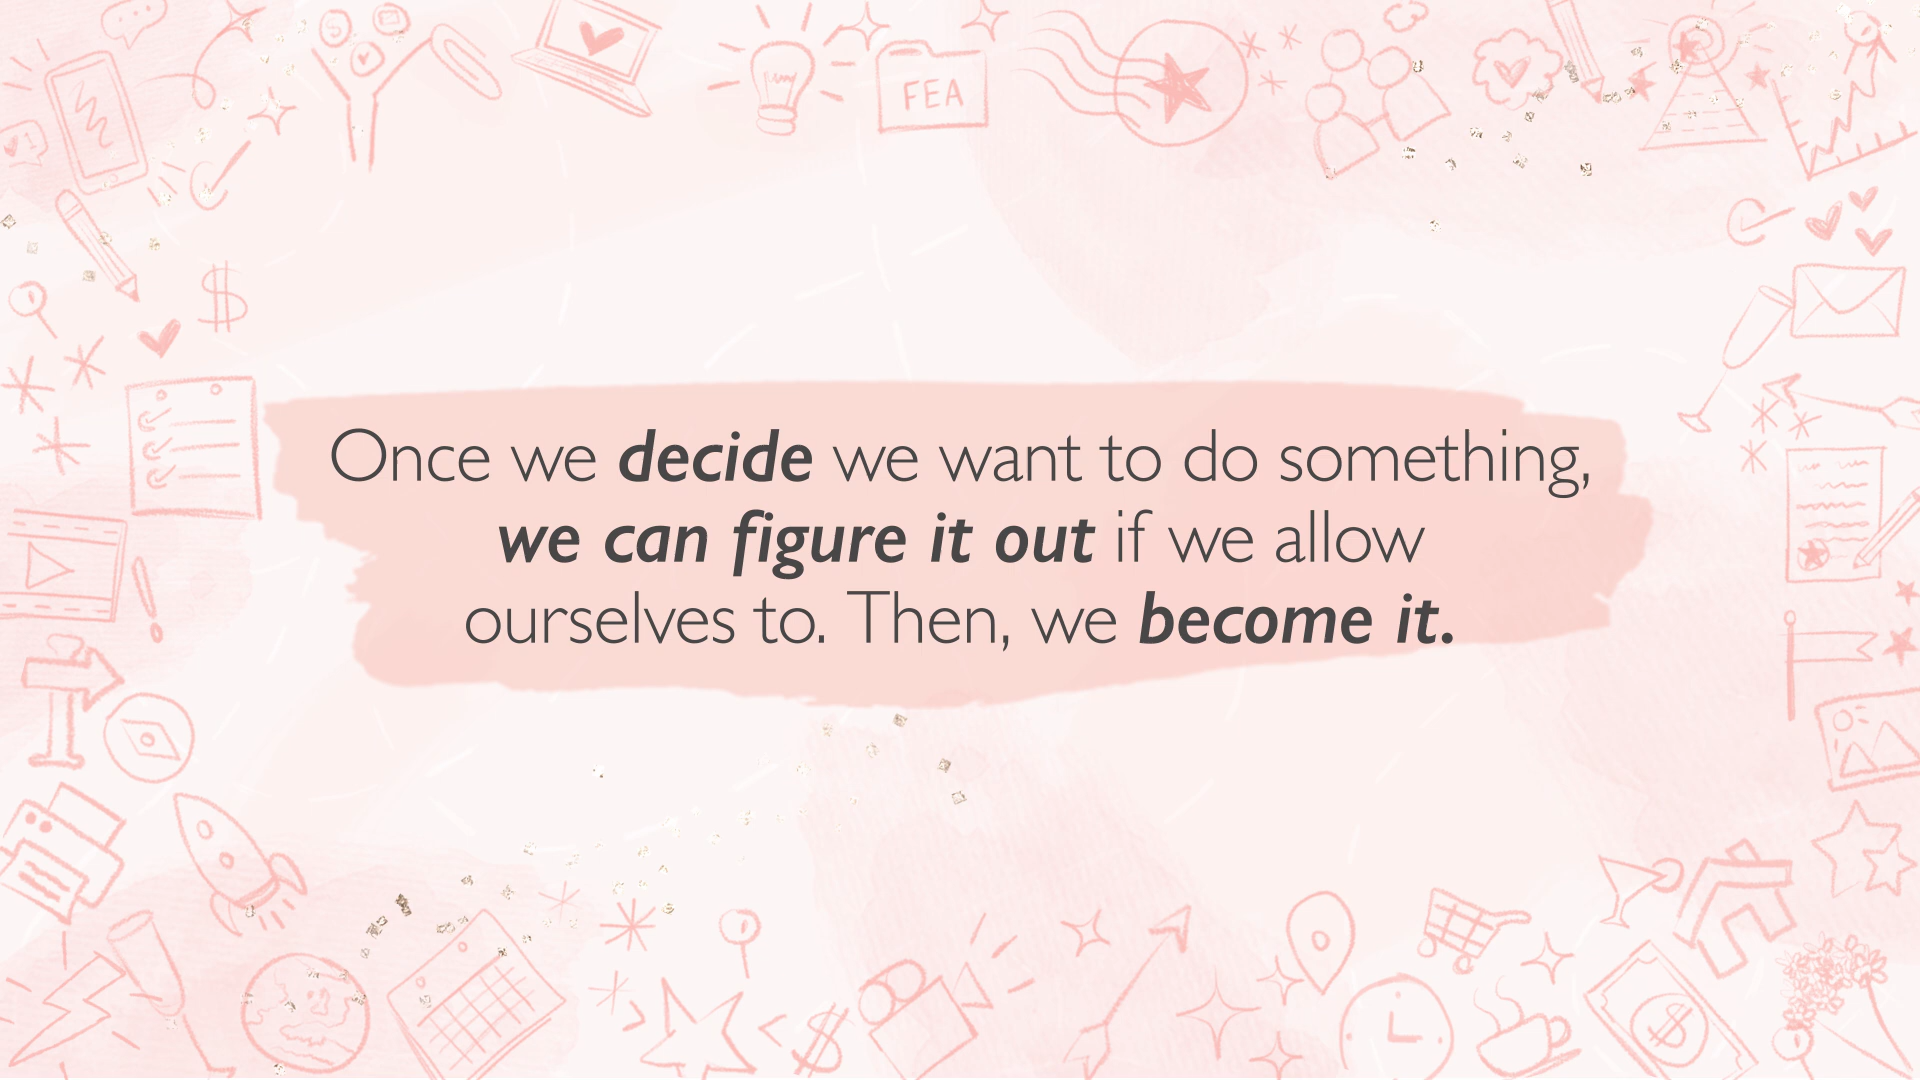 FEA
Once we decide we want to do something,
we can figure it out if we allow
ourselves to. Then, we become it.